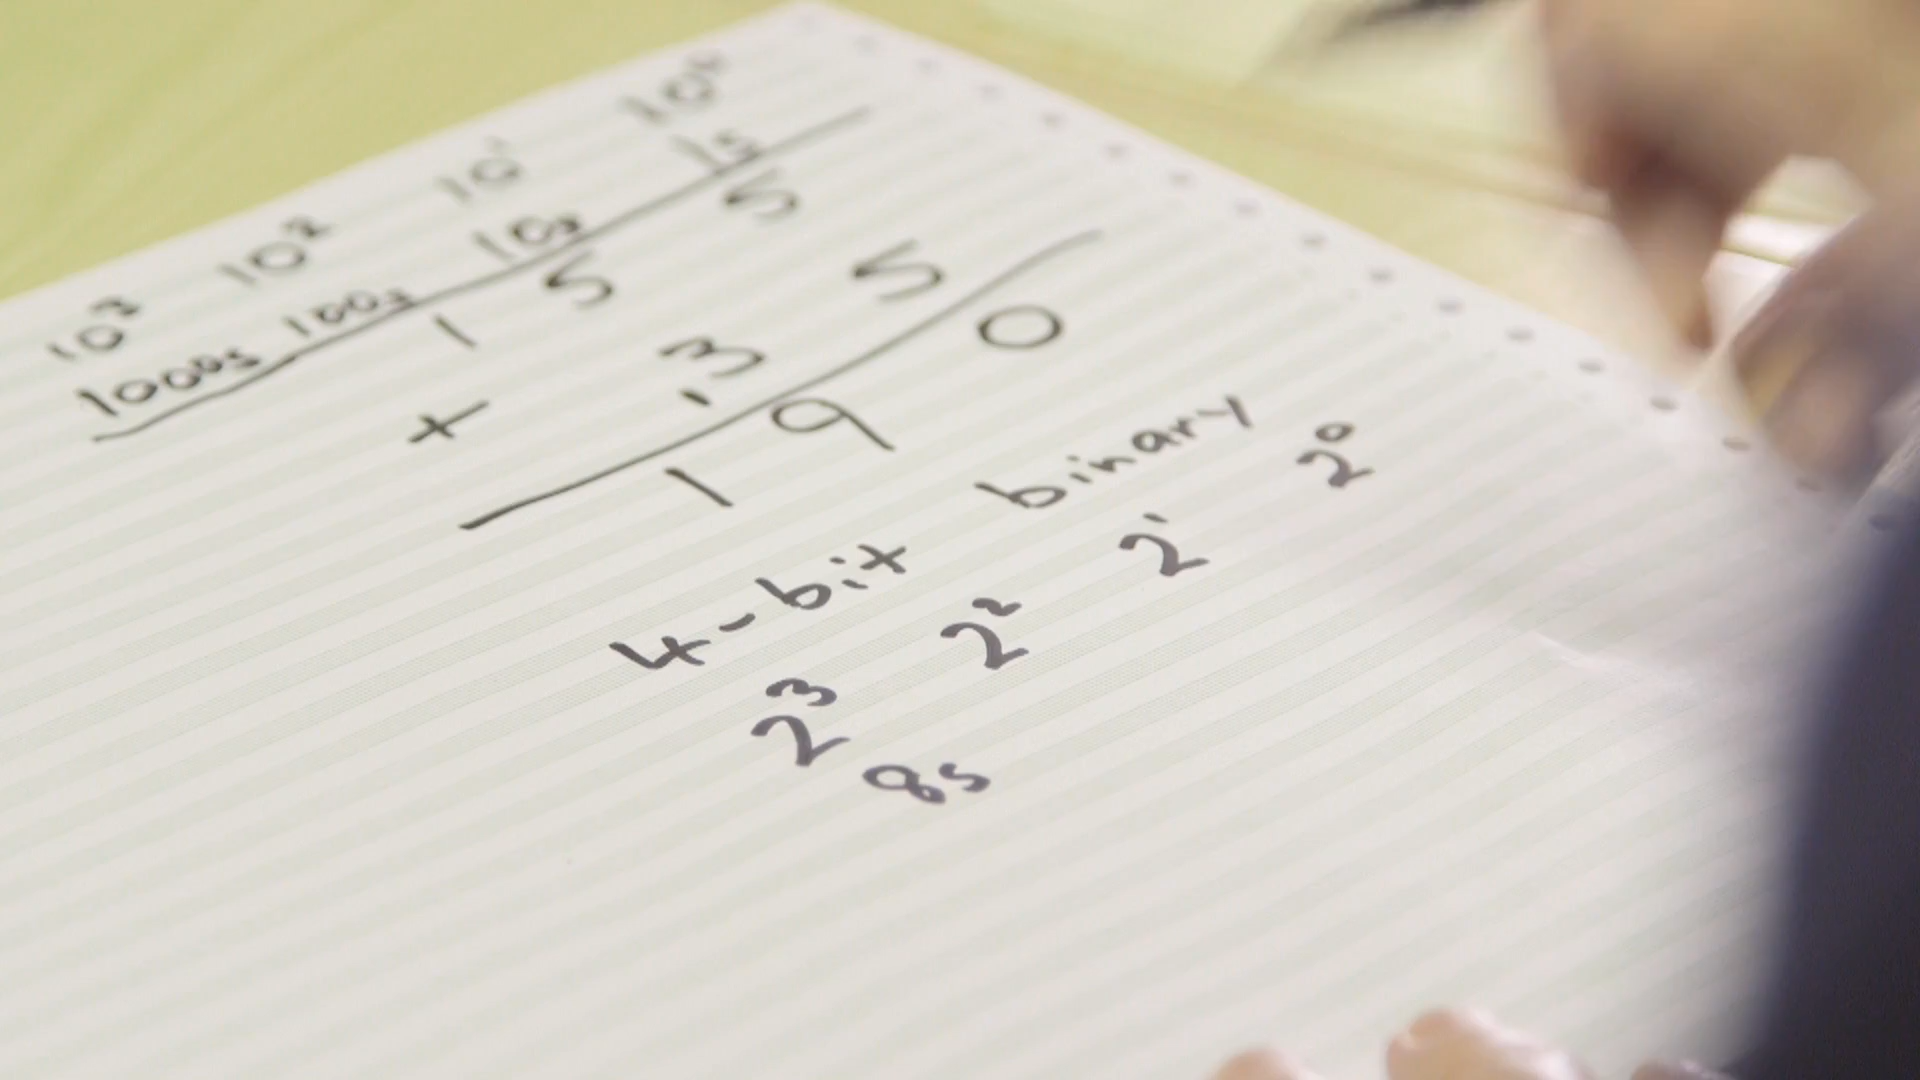 10³ 10² 10¹ 10⁰
1000s 100s 10s 1s
1 5 5
+ 3 5
1 9 0
4-bit binary
2³ 2² 2¹ 2⁰
8s